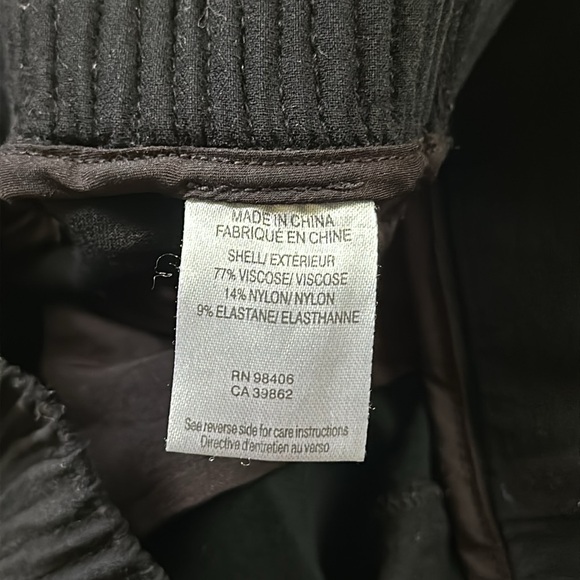 MADE IN CHINA
FABRIQUÉ EN CHINE
SHELL/ EXTÉRIEUR
77% VISCOSE/ VISCOSE
14% NYLON/ NYLON
9% ELASTANE/ ELASTHANNE
RN 98406
CA 39862
See reverse side for care instructions
Directive d'entretien au verso